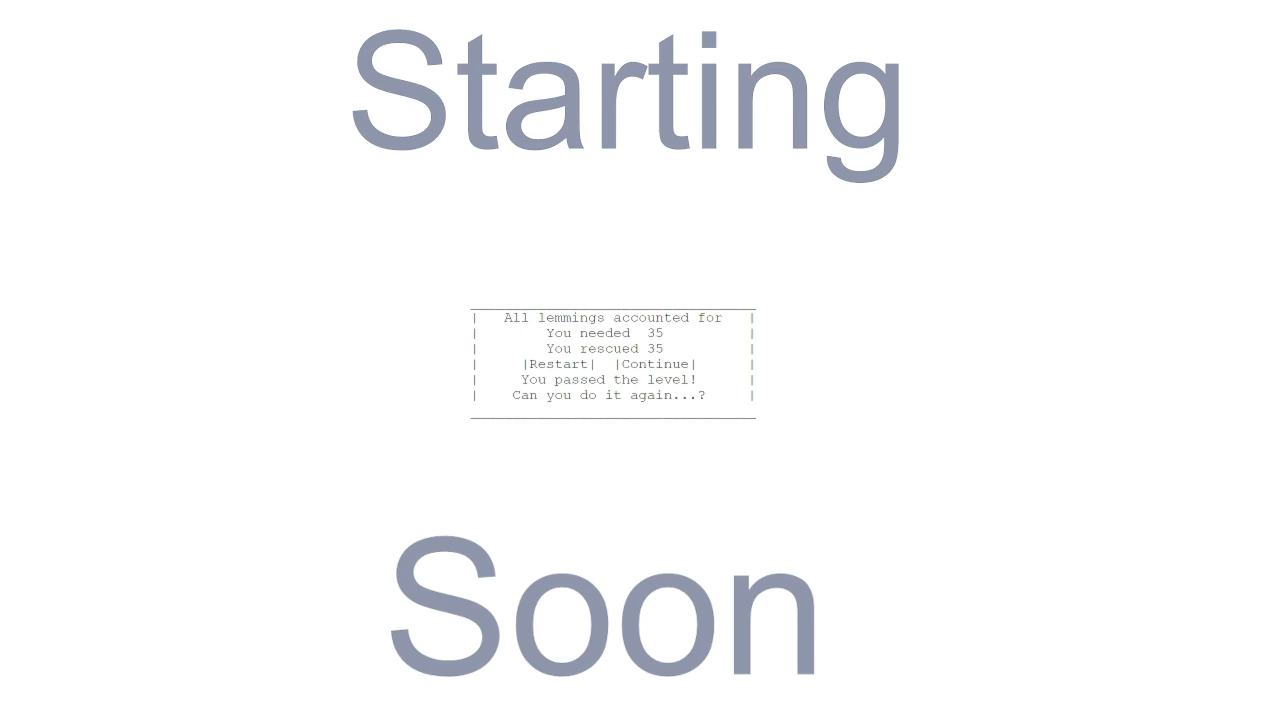 Starting
All lemmings accounted for
You needed  35
You rescued 35
|Restart|  |Continue|
You passed the level!
Can you do it again...?
Soon